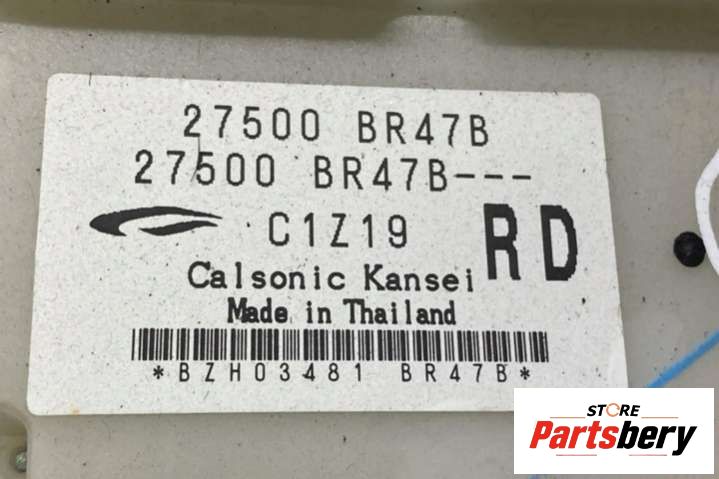 27500 BR47B
27500 BR47B---
C1Z19
RD
Calsonic Kansei
Made in Thailand
*BZH03481 BR47B*
STORE
Partsbery